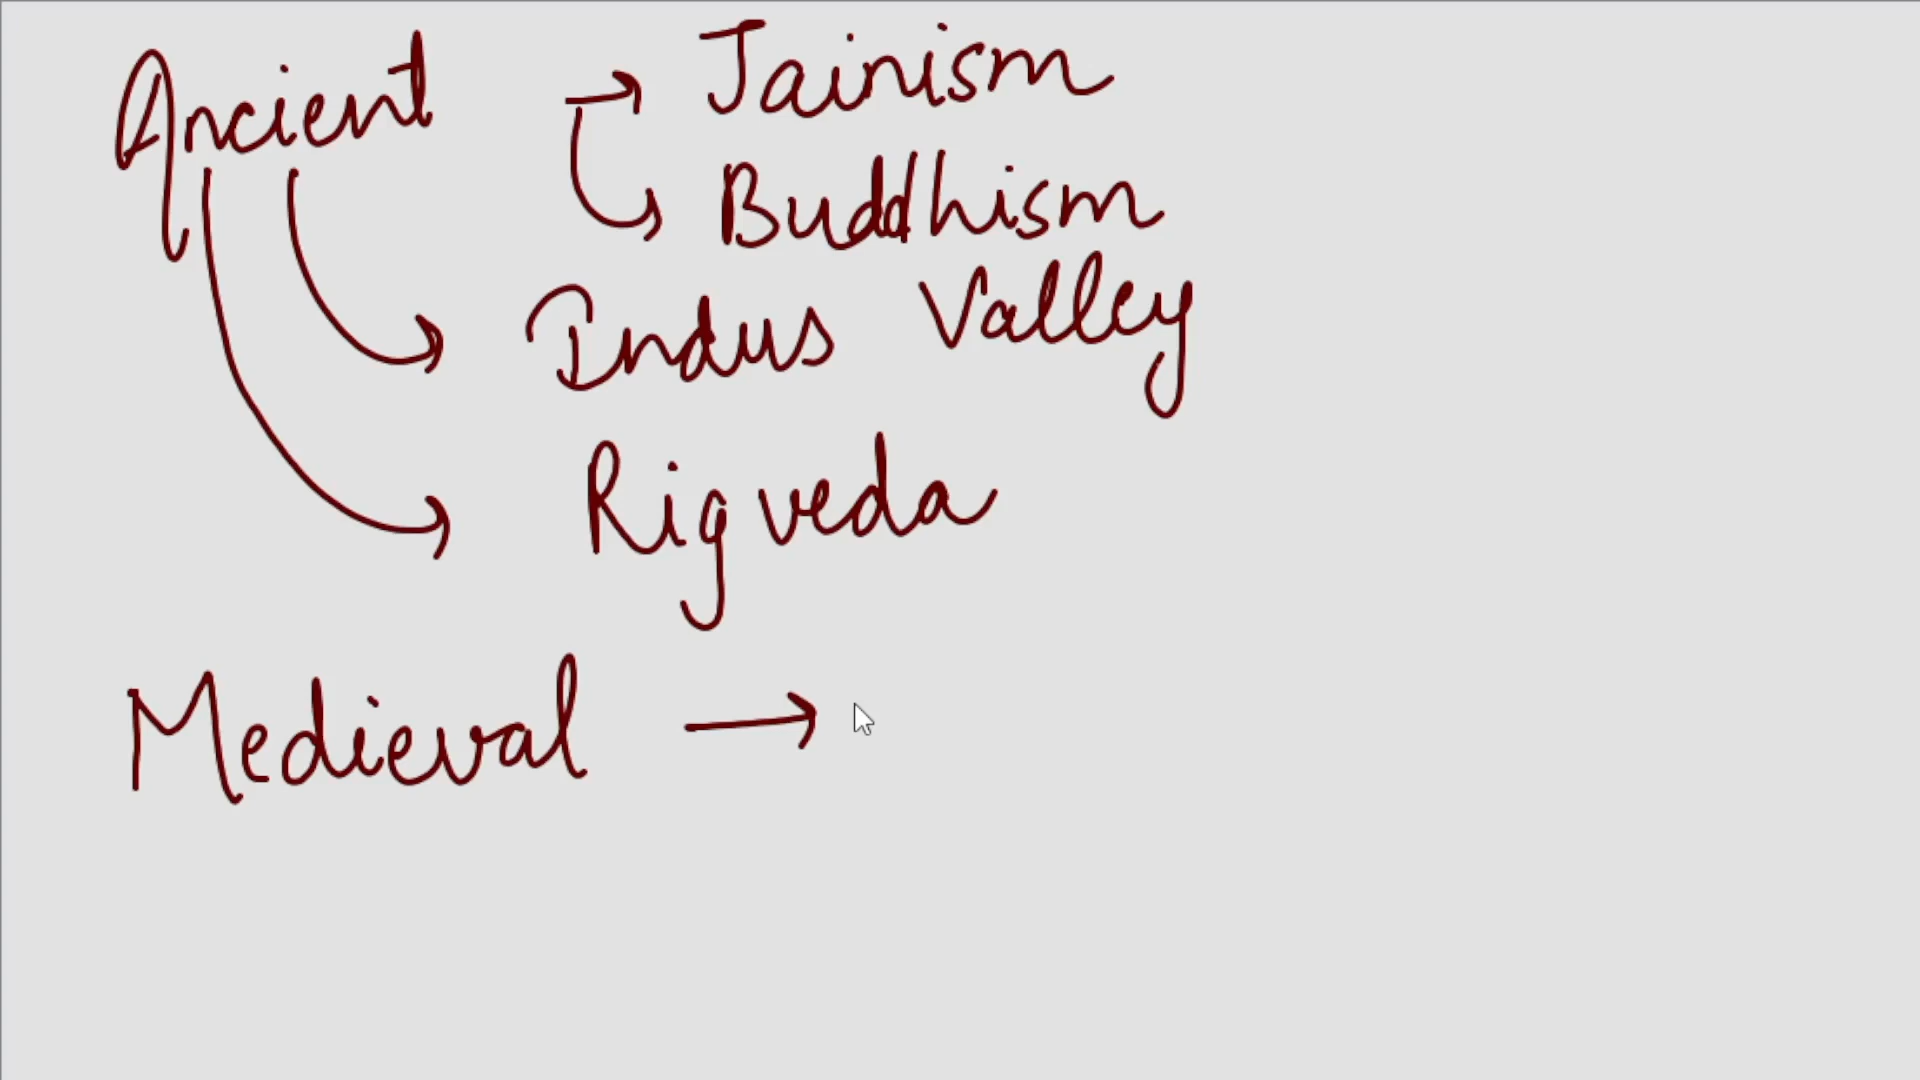 Ancient → Jainism
→ Buddhism
→ Indus Valley
→ Rigveda
Medieval →